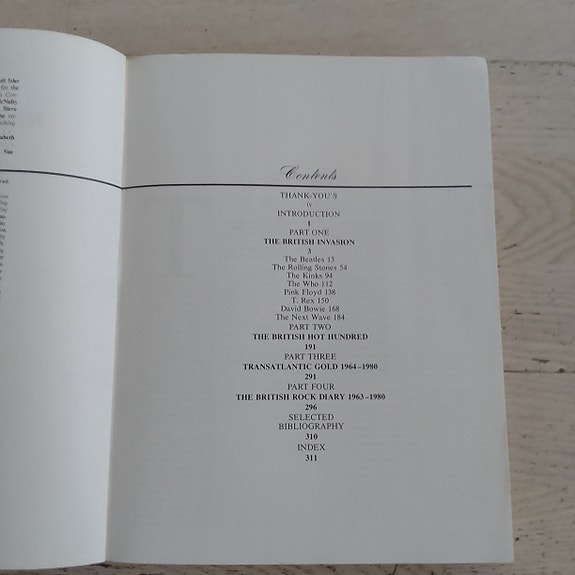 for the
Steve
Contents
THANK-YOU'S
iv
INTRODUCTION
1
PART ONE
THE BRITISH INVASION
3
The Beatles 13
The Rolling Stones 54
The Kinks 94
The Who 112
Pink Floyd 138
T. Rex 150
David Bowie 168
The Next Wave 184
PART TWO
THE BRITISH HOT HUNDRED
191
PART THREE
TRANSATLANTIC GOLD 1964–1980
291
PART FOUR
THE BRITISH ROCK DIARY 1963–1980
296
SELECTED
BIBLIOGRAPHY
310
INDEX
311